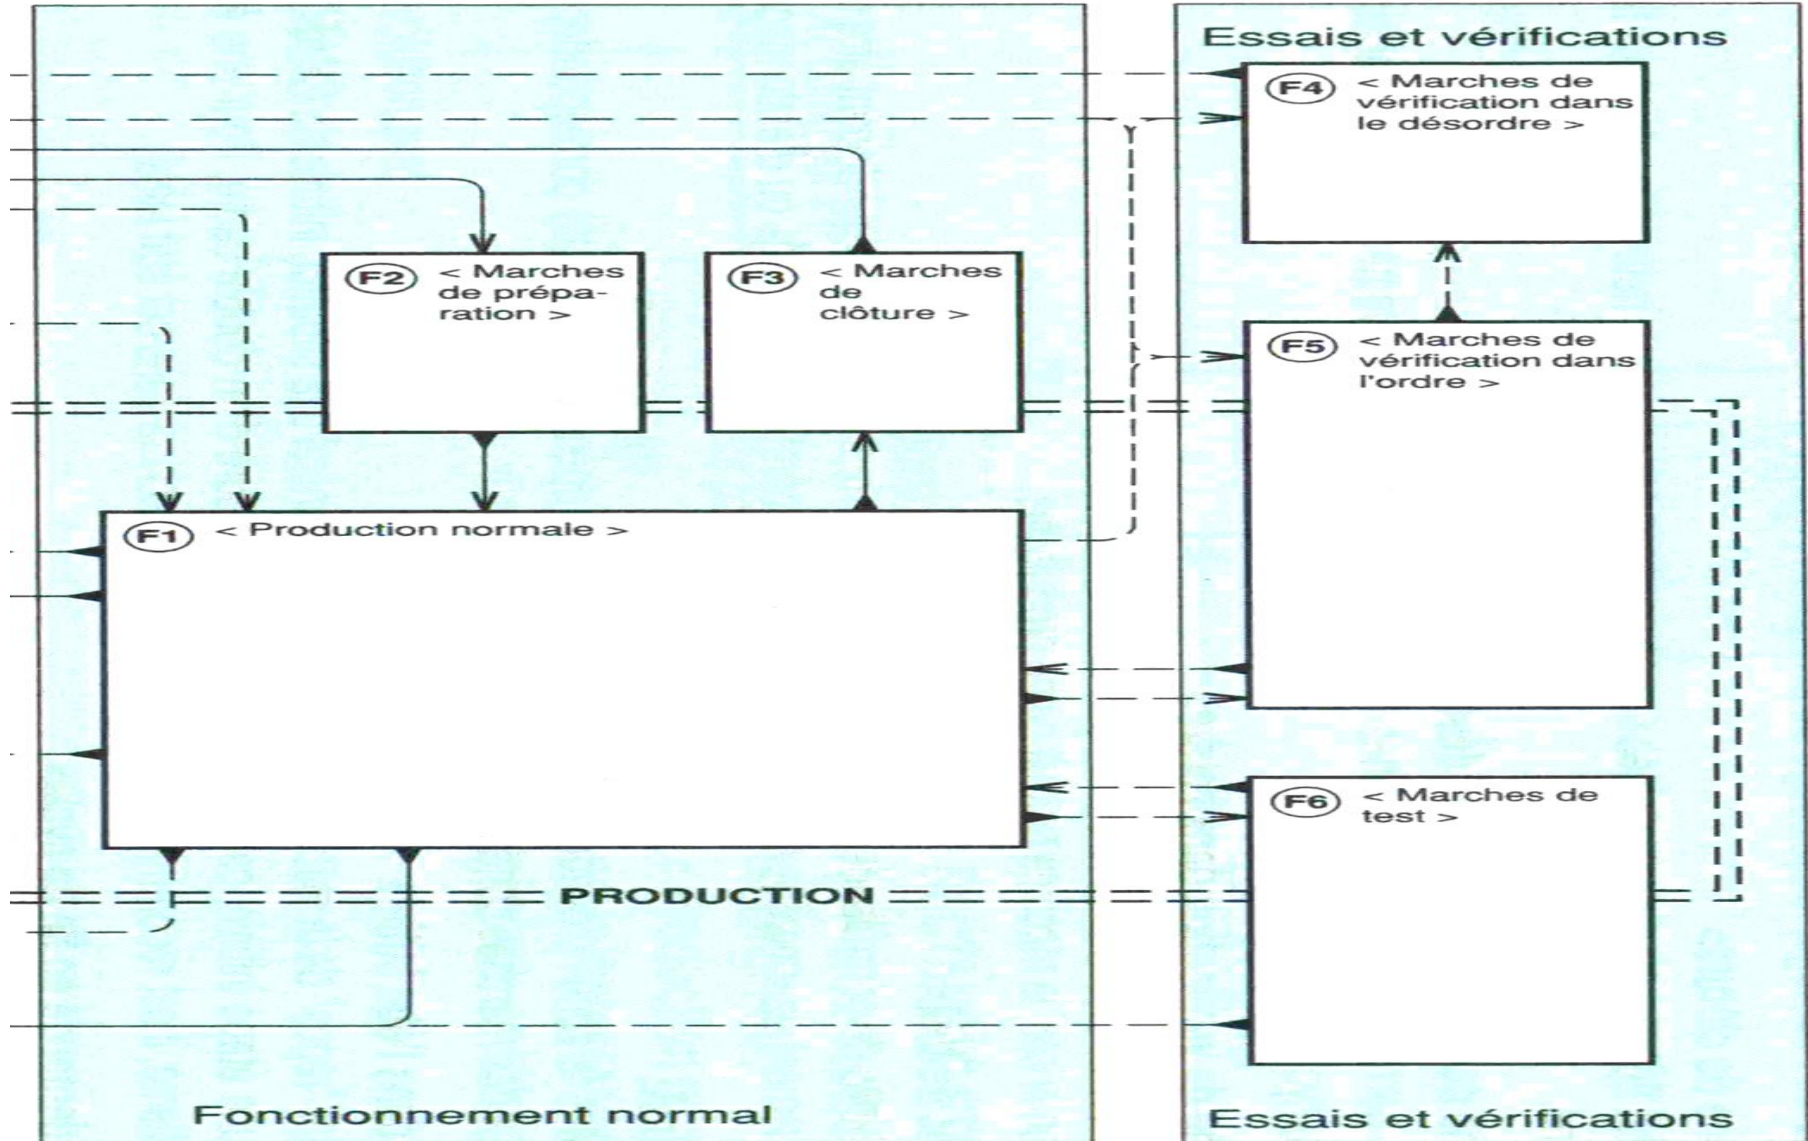 Essais et vérifications
F4 < Marches de
vérification dans
le désordre >
F2 < Marches
de prépa-
ration >
F3 < Marches
de
clôture >
F5 < Marches de
vérification dans
l'ordre >
F1 < Production normale >
F6 < Marches de
test >
PRODUCTION
Fonctionnement normal
Essais et vérifications